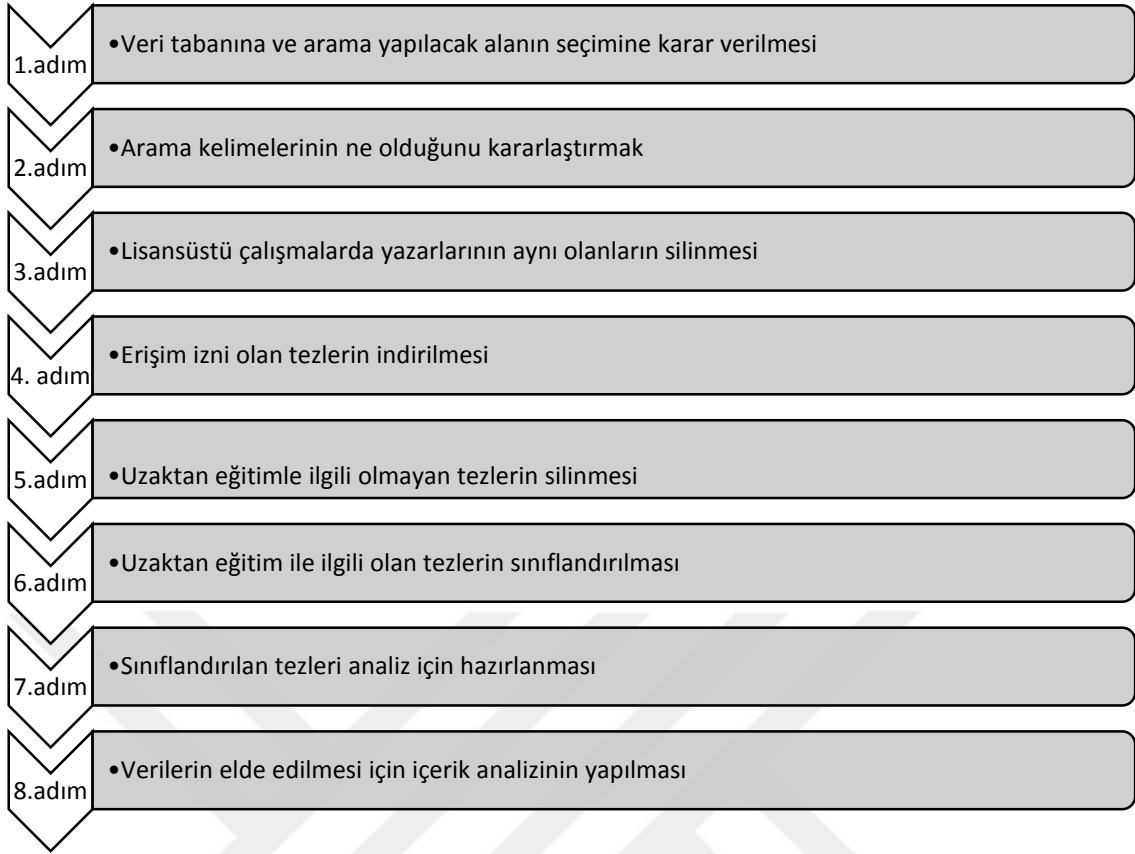 1.adım
•Veri tabanına ve arama yapılacak alanın seçimine karar verilmesi
2.adım
•Arama kelimelerinin ne olduğunu kararlaştırmak
3.adım
•Lisansüstü çalışmalarda yazarlarının aynı olanların silinmesi
4. adım
•Erişim izni olan tezlerin indirilmesi
5.adım
•Uzaktan eğitimle ilgili olmayan tezlerin silinmesi
6.adım
•Uzaktan eğitim ile ilgili olan tezlerin sınıflandırılması
7.adım
•Sınıflandırılan tezleri analiz için hazırlanması
8.adım
•Verilerin elde edilmesi için içerik analizinin yapılması